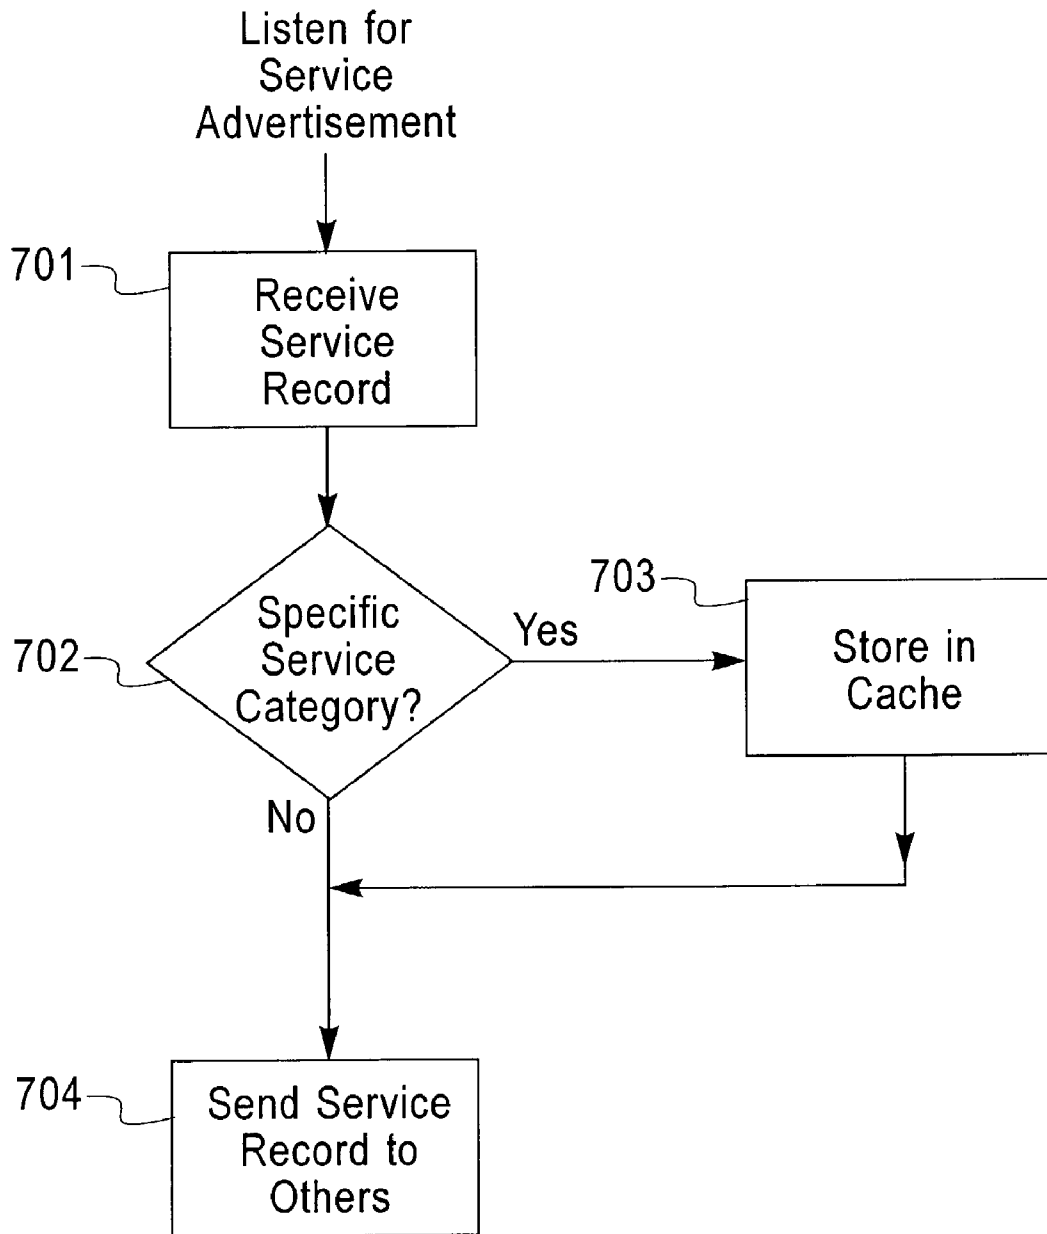 Listen for
Service
Advertisement
701
Receive
Service
Record
702
Specific
Service
Category?
Yes
703
Store in
Cache
No
704
Send Service
Record to
Others